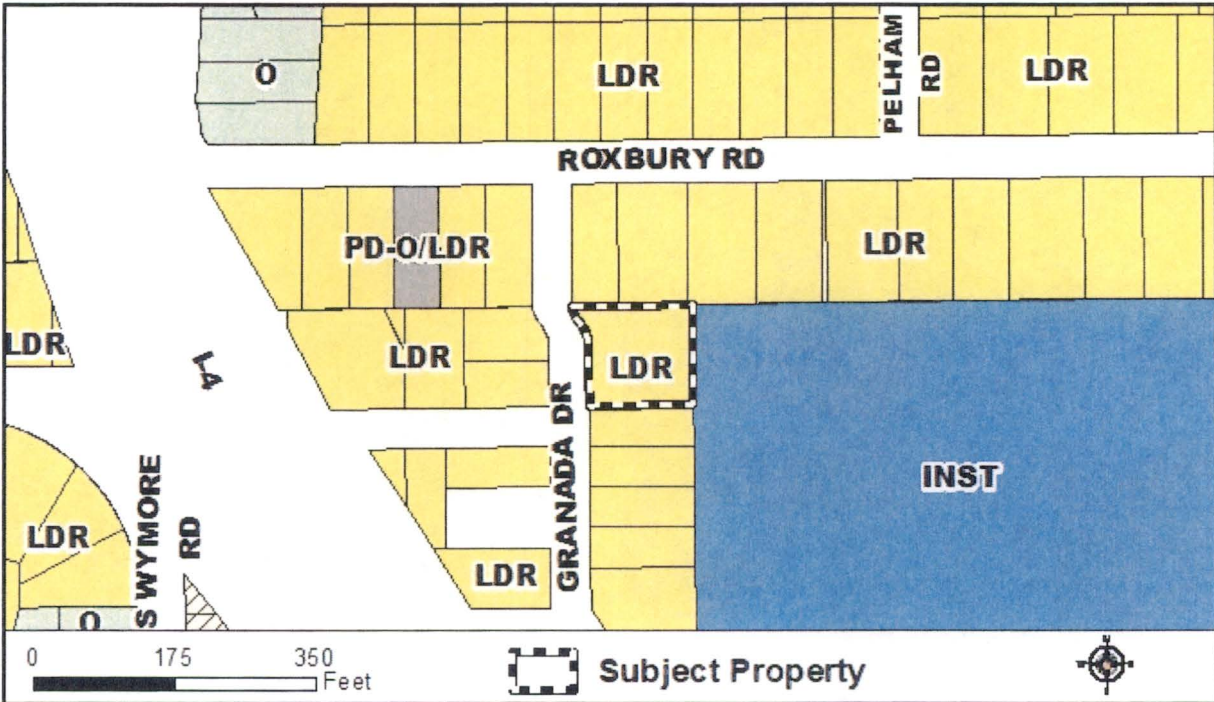 O
LDR
PELHAM
RD
LDR
ROXBURY RD
PD-O/LDR
LDR
LDR
LDR
LDR
I-4
GRANADA DR
INST
S WYMORE
RD
LDR
LDR
O
0 175 350
Feet
Subject Property